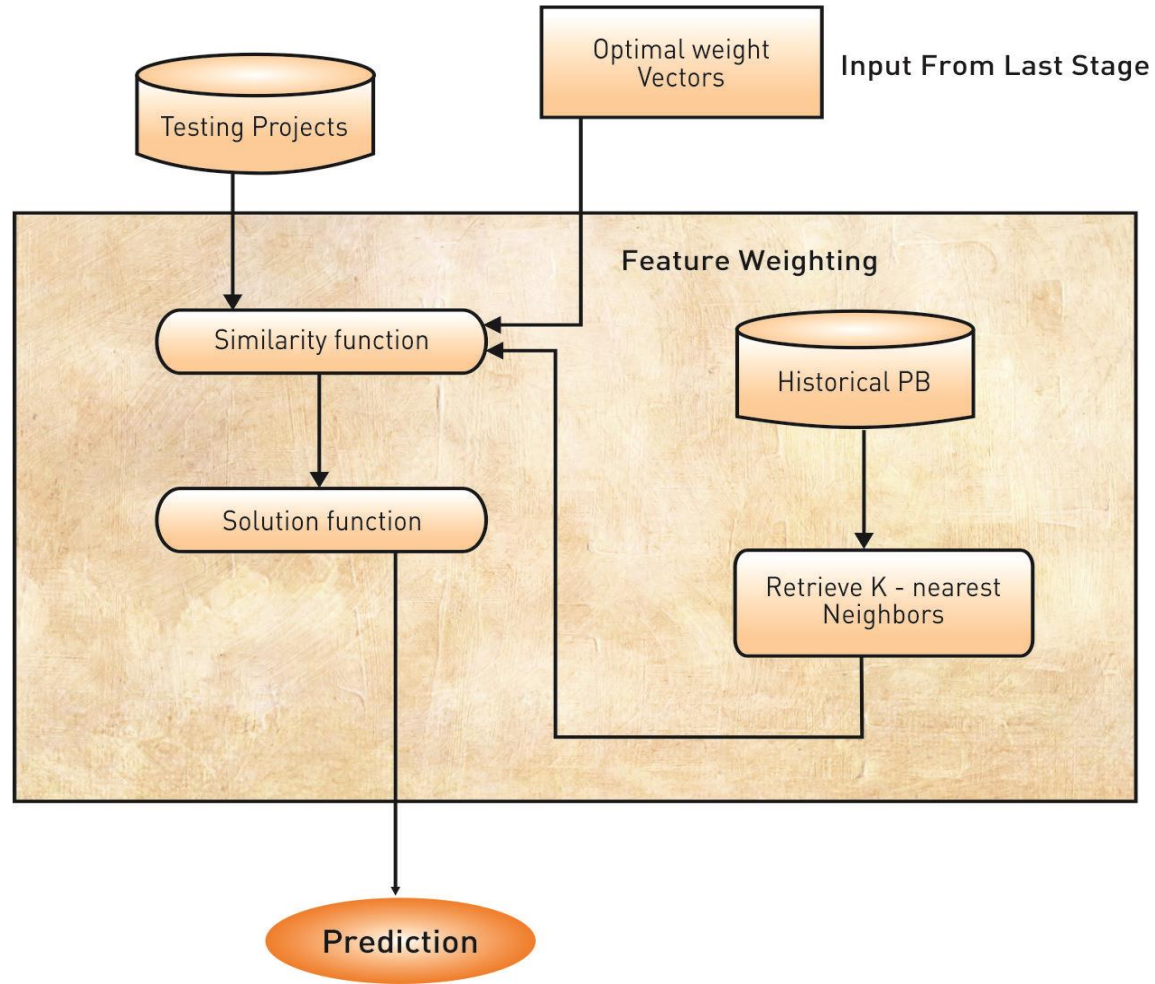 Optimal weight
Vectors
Input From Last Stage
Testing Projects
Feature Weighting
Similarity function
Historical PB
Solution function
Retrieve K - nearest
Neighbors
Prediction